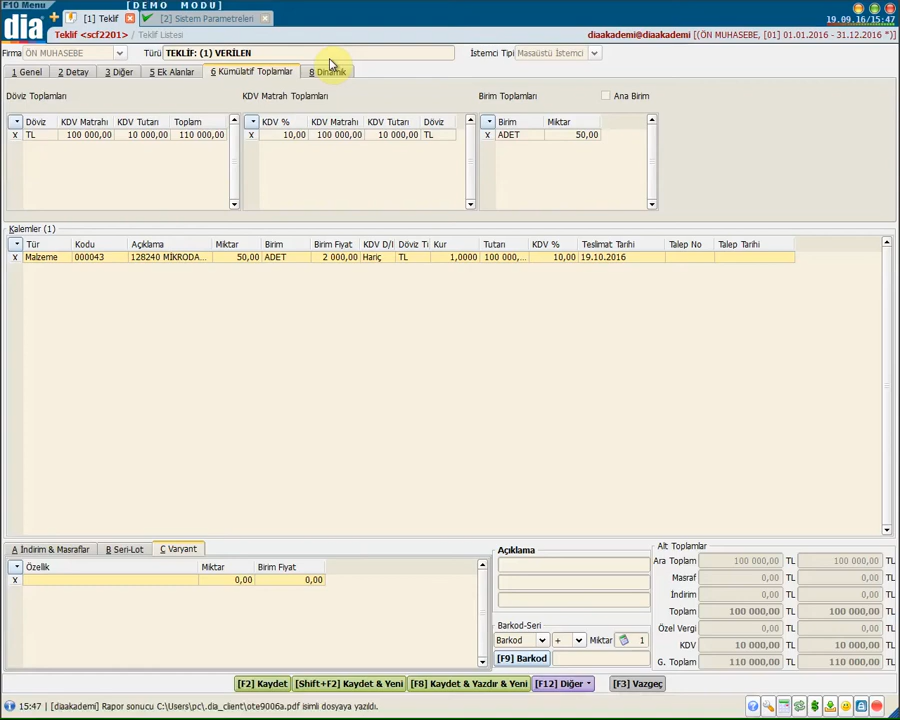 F10 Menu [DEMO MODU]
[1] Teklif [2] Sistem Parametreleri 19.09.16/15:47
dia Teklif <scf2201> / Teklif Listesi diaakademi@diaakademi [(ÖN MUHASEBE, [01] 01.01.2016 - 31.12.2016 )]
Firma ÖN MUHASEBE Türü TEKLİF: (1) VERİLEN İstemci Tipi Masaüstü İstemci
1 Genel 2 Detay 3 Diğer 5 Ek Alanlar 6 Kümülatif Toplamlar 8 Dinamik
Döviz Toplamları KDV Matrah Toplamları Birim Toplamları Ana Birim
Döviz KDV Matrahı KDV Tutarı Toplam KDV % KDV Matrahı KDV Tutarı Döviz Birim Miktar
X TL 100 000,00 10 000,00 110 000,00 X 10,00 100 000,00 10 000,00 TL X ADET 50,00
Kalemler (1)
Tür Kodu Açıklama Miktar Birim Birim Fiyat KDV D/I Döviz Tü Kur Tutarı KDV % Teslimat Tarihi Talep No Talep Tarihi
X Malzeme 000043 128240 MİKRODA... 50,00 ADET 2 000,00 Hariç TL 1,0000 100 000,... 10,00 19.10.2016
A İndirim & Masraflar B Seri-Lot C Varyant
Özellik Miktar Birim Fiyat
X 0,00 0,00
Açıklama
Barkod-Seri
Barkod + Miktar 1
[F9] Barkod
Alt Toplamlar
Ara Toplam 100 000,00 TL 100 000,00 TL
Masraf 0,00 TL 0,00 TL
İndirim 0,00 TL 0,00 TL
Toplam 100 000,00 TL 100 000,00 TL
Özel Vergi 0,00 TL 0,00 TL
KDV 10 000,00 TL 10 000,00 TL
G. Toplam 110 000,00 TL 110 000,00 TL
[F2] Kaydet [Shift+F2] Kaydet & Yeni [F8] Kaydet & Yazdır & Yeni [F12] Diğer [F3] Vazgeç
15:47 [diaakademi] Rapor sonucu C:\Users\pc\.dia_client\ote9006a.pdf isimli dosyaya yazıldı.